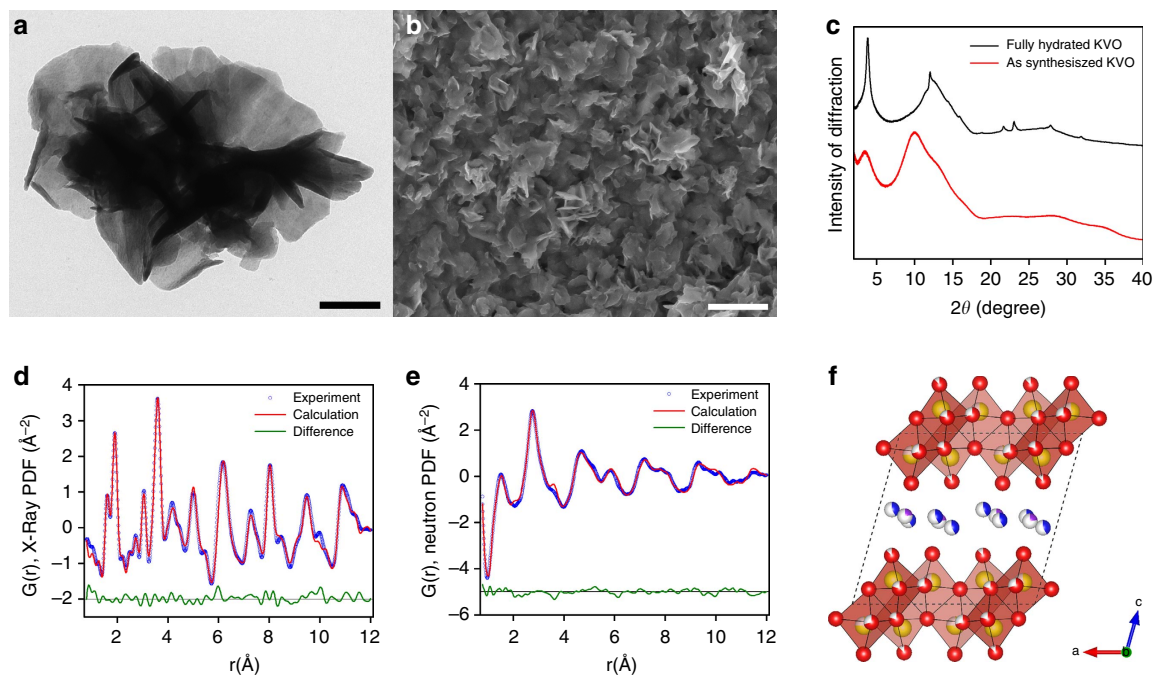 a
b
c
Fully hydrated KVO
As synthesiszed KVO
Intensity of diffraction
5 10 15 20 25 30 35 40
2θ (degree)
d
4
3
2
1
0
−1
−2
G(r), X-Ray PDF (Å−2)
Experiment
Calculation
Difference
2 4 6 8 10 12
r(Å)
e
4
2
0
−2
−4
−6
G(r), neutron PDF (Å−2)
Experiment
Calculation
Difference
2 4 6 8 10 12
r(Å)
f
c
a
b